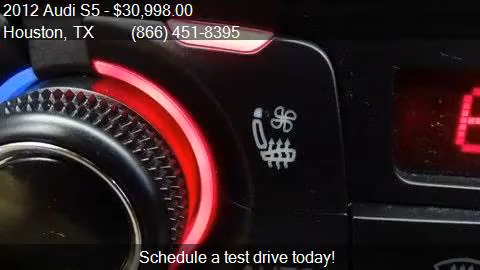 2012 Audi S5 - $30,998.00
Houston, TX (866) 451-8395
Schedule a test drive today!